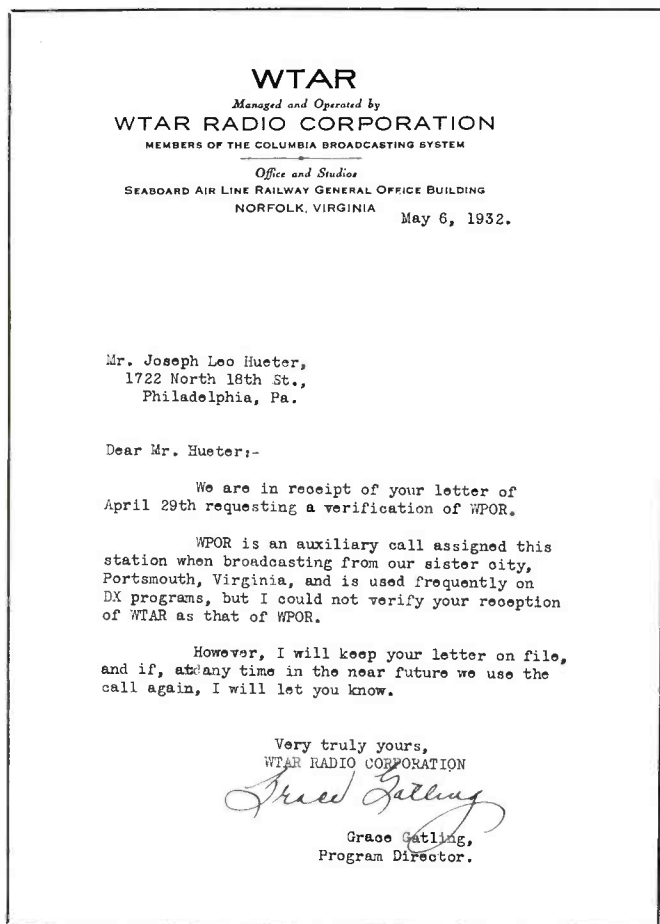 WTAR
Managed and Operated by
WTAR RADIO CORPORATION
MEMBERS OF THE COLUMBIA BROADCASTING SYSTEM
Office and Studios
SEABOARD AIR LINE RAILWAY GENERAL OFFICE BUILDING
NORFOLK, VIRGINIA
May 6, 1932.
Mr. Joseph Leo Hueter,
1722 North 18th St.,
Philadelphia, Pa.
Dear Mr. Hueter:-
We are in receipt of your letter of
April 29th requesting a verification of WPOR.
WPOR is an auxiliary call assigned this
station when broadcasting from our sister city,
Portsmouth, Virginia, and is used frequently on
DX programs, but I could not verify your reception
of WTAR as that of WPOR.
However, I will keep your letter on file,
and if, at any time in the near future we use the
call again, I will let you know.
Very truly yours,
WTAR RADIO CORPORATION
Grace Gatling
Grace Gatling,
Program Director.